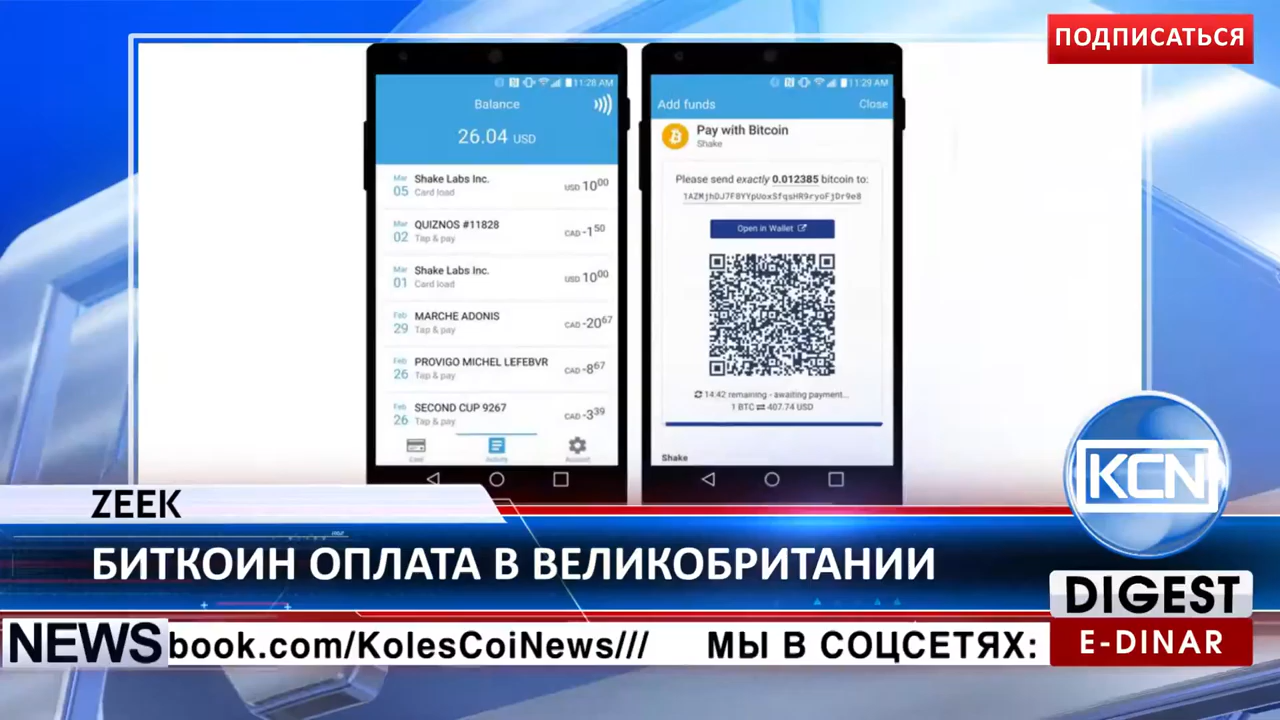 ПОДПИСАТЬСЯ
11:28 AM
Balance
26.04 USD
Mar 05 Shake Labs Inc. Card load USD 10 00
Mar 02 QUIZNOS #11828 Tap & pay CAD -1 50
Mar 01 Shake Labs Inc. Card load USD 10 00
Feb 29 MARCHE ADONIS Tap & pay CAD -20 67
Feb 26 PROVIGO MICHEL LEFEBVR Tap & pay CAD -8 67
Feb 26 SECOND CUP 9267 Tap & pay CAD -3 39
Card Activity Account
11:29 AM
Add funds Close
Pay with Bitcoin
Shake
Please send exactly 0.012385 bitcoin to:
Open in Wallet
14:42 remaining - awaiting payment...
1 BTC ⇄ 407.74 USD
Shake
KCN
ZEEK
БИТКОИН ОПЛАТА В ВЕЛИКОБРИТАНИИ
DIGEST
E-DINAR
NEWS book.com/KolesCoiNews/// МЫ В СОЦСЕТЯХ: